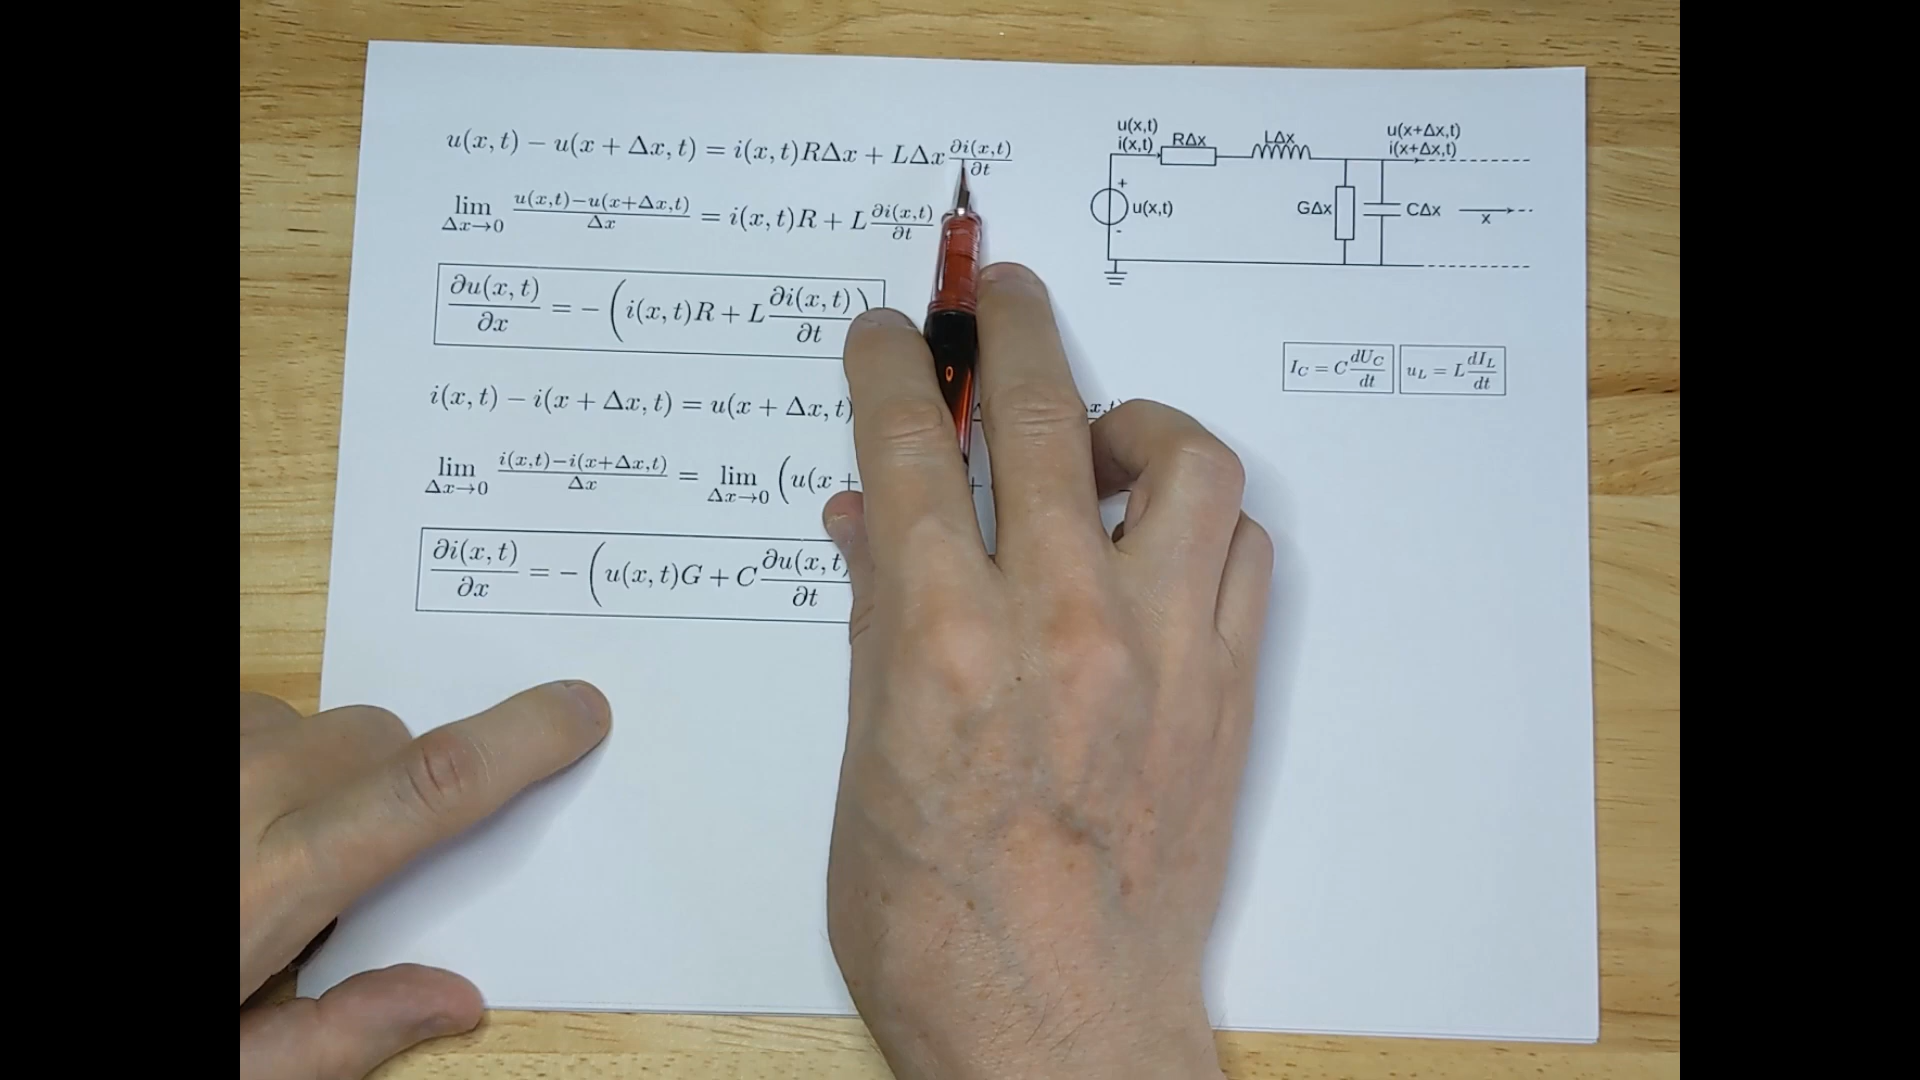 u(x,t) − u(x + Δx, t) = i(x,t)RΔx + LΔx ∂i(x,t)/∂t
lim Δx→0 u(x,t)−u(x+Δx,t)/Δx = i(x,t)R + L ∂i(x,t)/∂t
∂u(x,t)/∂x = − (i(x,t)R + L ∂i(x,t)/∂t)
i(x,t) − i(x + Δx, t) = u(x + Δx, t)
lim Δx→0 i(x,t)−i(x+Δx,t)/Δx = lim Δx→0 (u(x +
∂i(x,t)/∂x = − (u(x,t)G + C ∂u(x,t)/∂t
u(x,t)
i(x,t)
RΔx
LΔx
u(x+Δx,t)
i(x+Δx,t)
+
u(x,t)
-
GΔx
CΔx
x
I_C = C dU_C/dt
u_L = L dI_L/dt